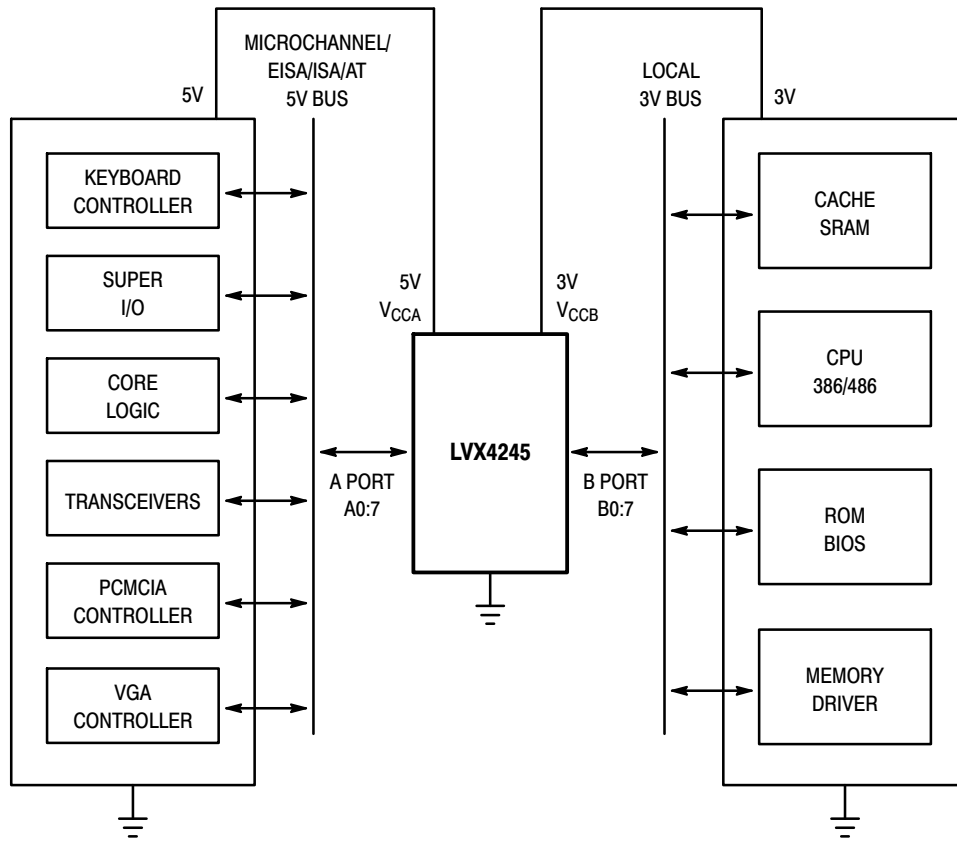 MICROCHANNEL/
EISA/ISA/AT
5V BUS
5V
LOCAL
3V BUS
3V
KEYBOARD
CONTROLLER
SUPER
I/O
CORE
LOGIC
TRANSCEIVERS
PCMCIA
CONTROLLER
VGA
CONTROLLER
5V
VCCA
3V
VCCB
LVX4245
A PORT
A0:7
B PORT
B0:7
CACHE
SRAM
CPU
386/486
ROM
BIOS
MEMORY
DRIVER